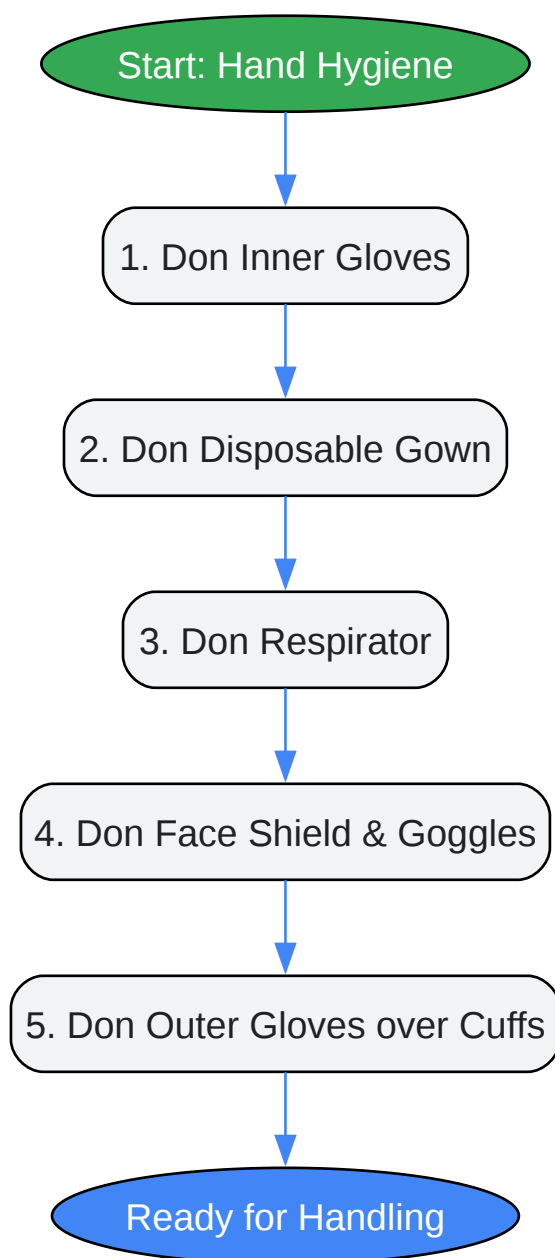 Start: Hand Hygiene
1. Don Inner Gloves
2. Don Disposable Gown
3. Don Respirator
4. Don Face Shield & Goggles
5. Don Outer Gloves over Cuffs
Ready for Handling